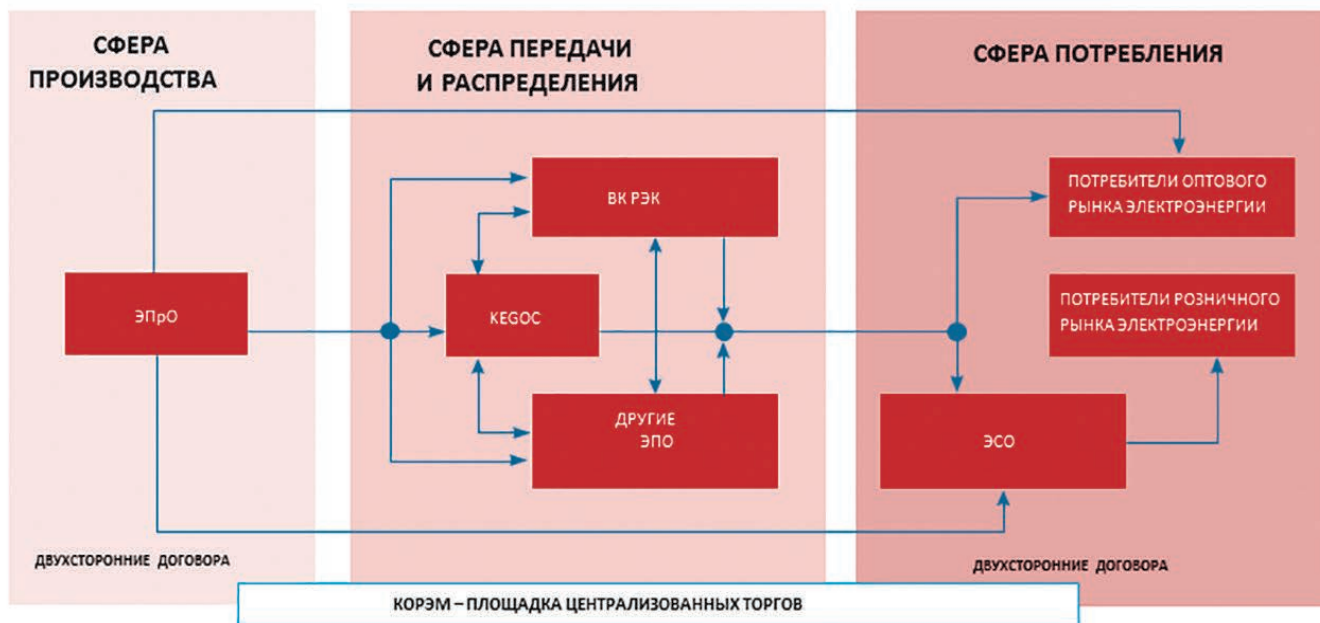 СФЕРА
ПРОИЗВОДСТВА
СФЕРА ПЕРЕДАЧИ
И РАСПРЕДЕЛЕНИЯ
СФЕРА ПОТРЕБЛЕНИЯ
ВК РЭК
ПОТРЕБИТЕЛИ ОПТОВОГО
РЫНКА ЭЛЕКТРОЭНЕРГИИ
ЭПрО
KEGOC
ПОТРЕБИТЕЛИ РОЗНИЧНОГО
РЫНКА ЭЛЕКТРОЭНЕРГИИ
ДРУГИЕ
ЭПО
ЭСО
ДВУХСТОРОННИЕ ДОГОВОРА
ДВУХСТОРОННИЕ ДОГОВОРА
КОРЭМ – ПЛОЩАДКА ЦЕНТРАЛИЗОВАННЫХ ТОРГОВ